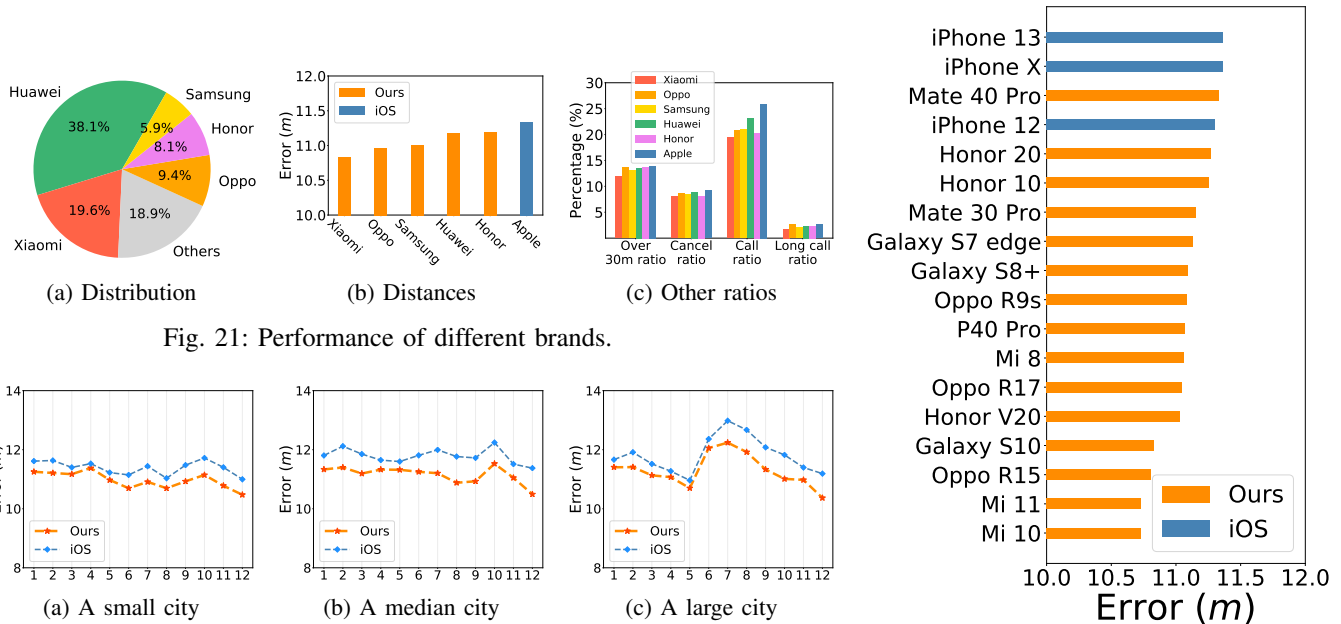 Huawei
Samsung
Honor
Oppo
Others
Xiaomi
38.1%
5.9%
8.1%
9.4%
18.9%
19.6%
(a) Distribution
12.0
11.5
11.0
10.5
10.0
Error (m)
Ours
iOS
Xiaomi
Oppo
Samsung
Huawei
Honor
Apple
(b) Distances
30
25
20
15
10
5
Percentage (%)
Xiaomi
Oppo
Samsung
Huawei
Honor
Apple
Over
30m ratio
Cancel
ratio
Call
ratio
Long call
ratio
(c) Other ratios
Fig. 21: Performance of different brands.
14
12
10
8
Ours
iOS
1 2 3 4 5 6 7 8 9 10 11 12
(a) A small city
14
12
10
8
Error (m)
Ours
iOS
1 2 3 4 5 6 7 8 9 10 11 12
(b) A median city
14
12
10
8
Error (m)
Ours
iOS
1 2 3 4 5 6 7 8 9 10 11 12
(c) A large city
iPhone 13
iPhone X
Mate 40 Pro
iPhone 12
Honor 20
Honor 10
Mate 30 Pro
Galaxy S7 edge
Galaxy S8+
Oppo R9s
P40 Pro
Mi 8
Oppo R17
Honor V20
Galaxy S10
Oppo R15
Mi 11
Mi 10
Ours
iOS
10.0 10.5 11.0 11.5 12.0
Error (m)